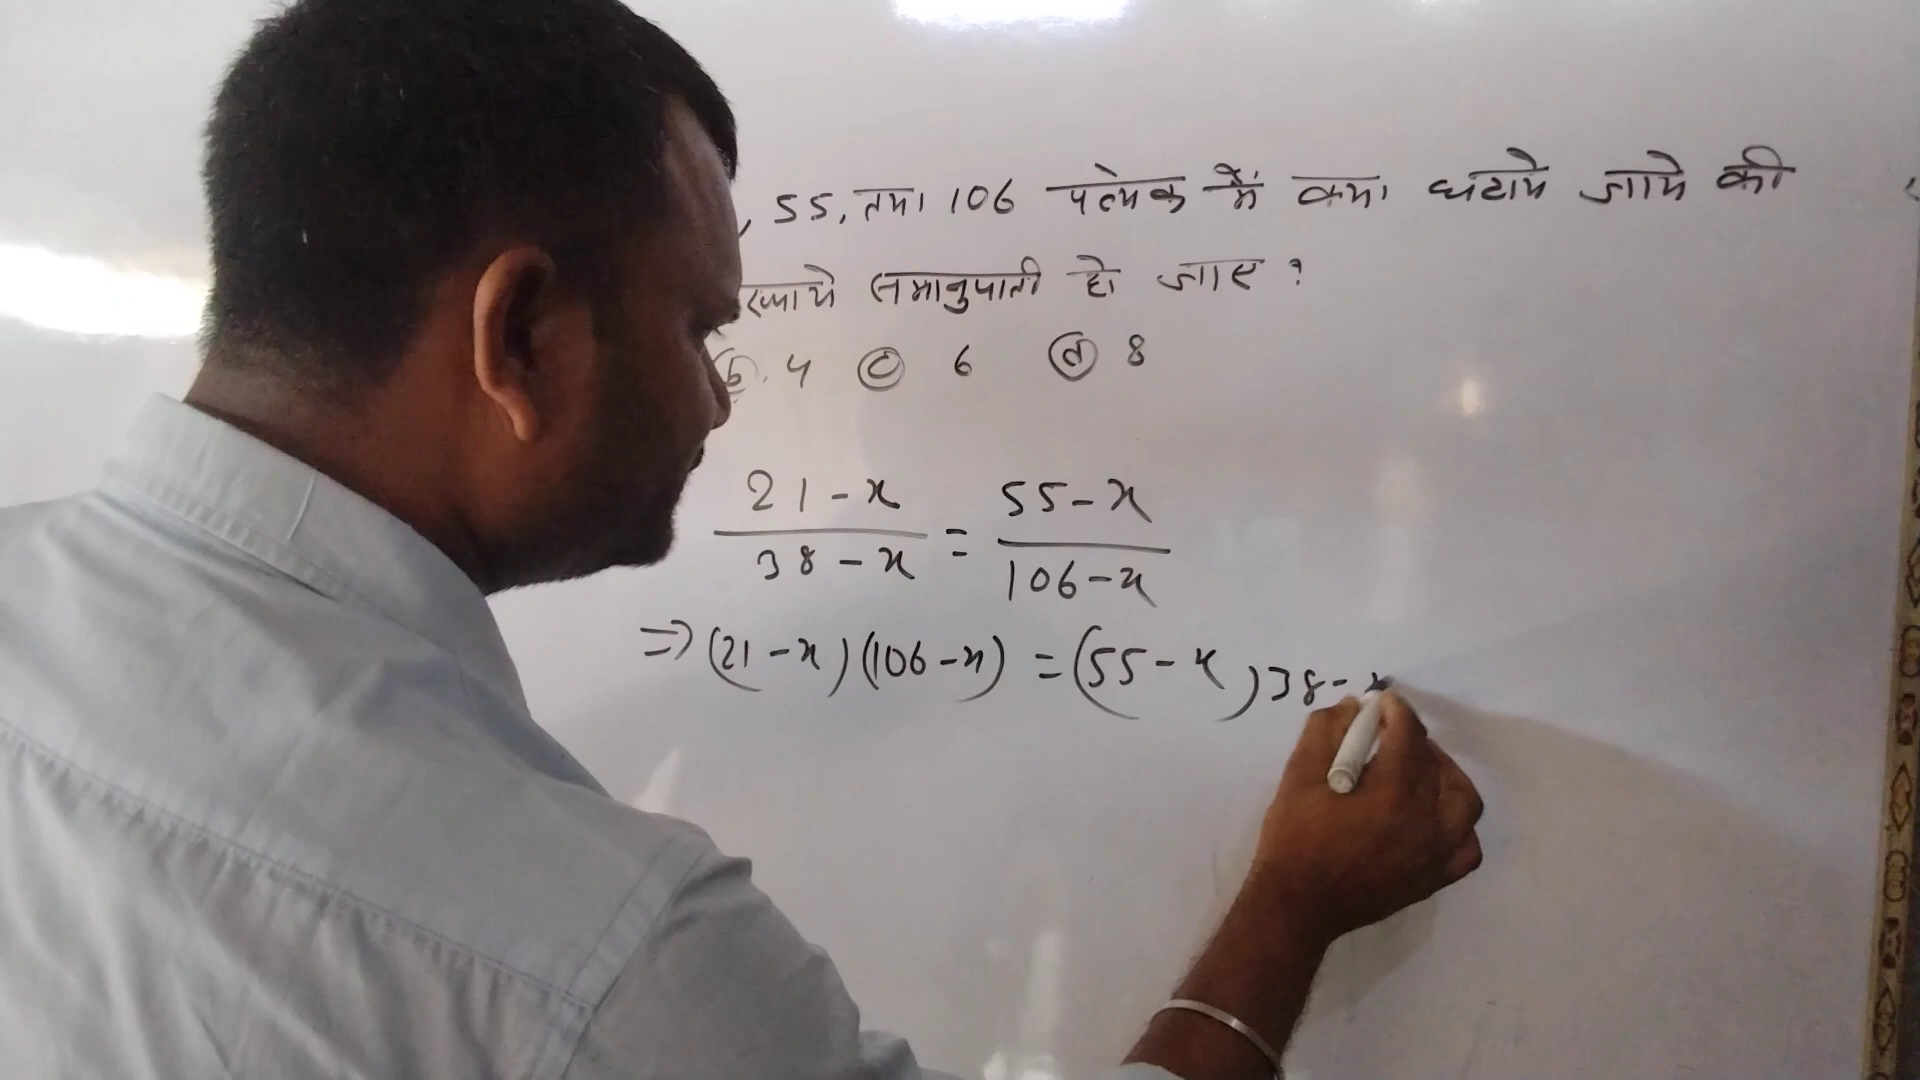 , 55, तथा 106 प्रत्येक में क्या घटाये जाये की
समानुपाती हो जाए ?
(b). 4 (c) 6 (d) 8
21-x / 38-x = 55-x / 106-x
⇒ (21-x)(106-x) = (55-x)38-x